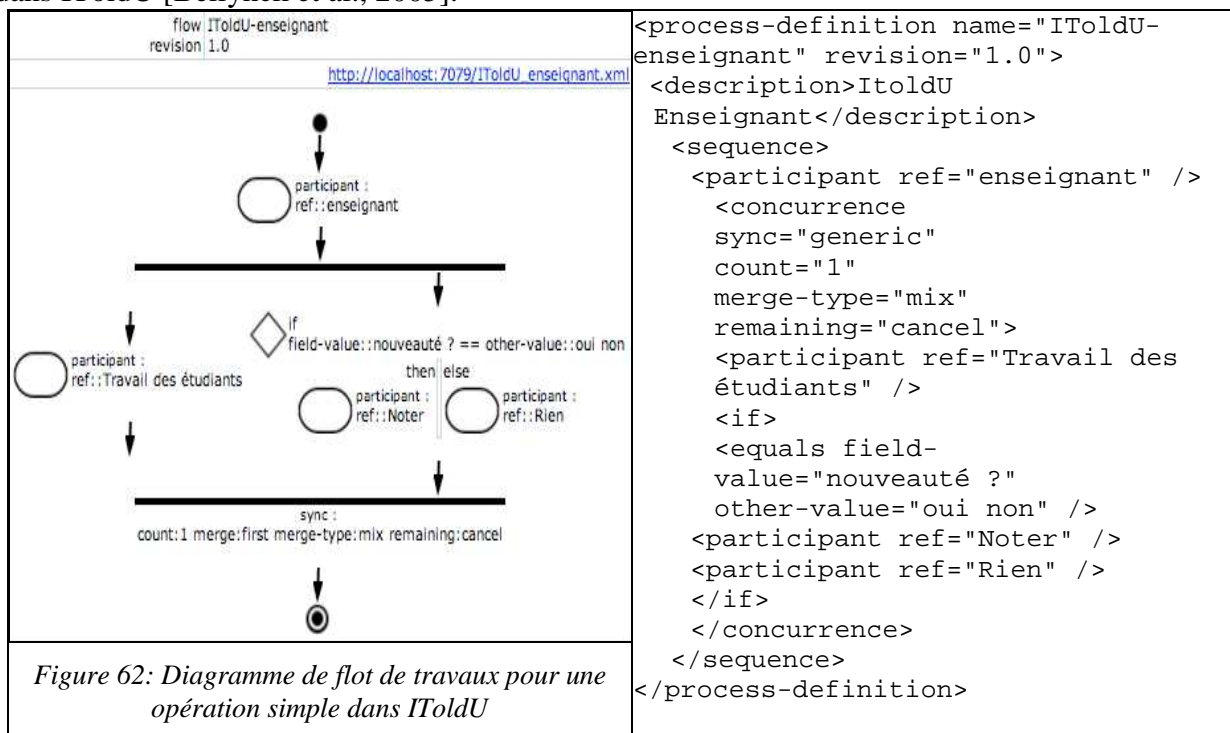 flow IToldU-enseignant
revision 1.0
http://localhost:7079/IToldU_enseignant.xml
participant :
ref::enseignant
if
field-value::nouveauté ? == other-value::oui non
participant :
ref::Travail des étudiants
then else
participant :
ref::Noter
participant :
ref::Rien
sync :
count:1 merge:first merge-type:mix remaining:cancel
Figure 62: Diagramme de flot de travaux pour une
opération simple dans IToldU
<process-definition name="IToldU-
enseignant" revision="1.0">
<description>ItoldU
Enseignant</description>
<sequence>
<participant ref="enseignant" />
<concurrence
sync="generic"
count="1"
merge-type="mix"
remaining="cancel">
<participant ref="Travail des
étudiants" />
<if>
<equals field-
value="nouveauté ?"
other-value="oui non" />
<participant ref="Noter" />
<participant ref="Rien" />
</if>
</concurrence>
</sequence>
</process-definition>